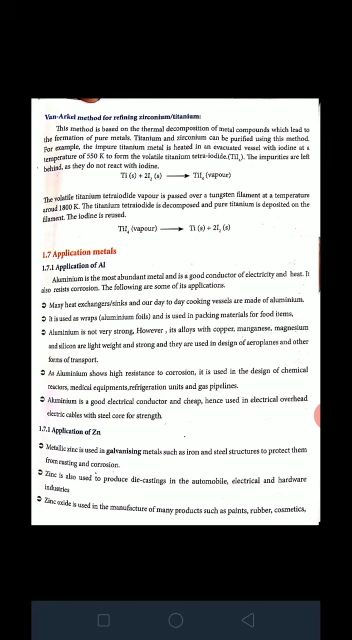 Van-Arkel method for refining zirconium/titanium:
This method is based on the thermal decomposition of metal compounds which lead to
the formation of pure metals. Titanium and zirconium can be purified using this method.
For example, the impure titanium metal is heated in an evacuated vessel with iodine at a
temperature of 550 K to form the volatile titanium tetra-iodide.(TiI₄). The impurities are left
behind, as they do not react with iodine.
Ti (s) + 2I₂ (s) ⟶ TiI₄ (vapour)
The volatile titanium tetraiodide vapour is passed over a tungsten filament at a temperature
aroud 1800 K. The titanium tetraiodide is decomposed and pure titanium is deposited on the
filament. The iodine is reused.
TiI₄ (vapour) ⟶ Ti (s) + 2I₂ (s)
1.7 Application metals
1.7.1 Application of Al
Aluminium is the most abundant metal and is a good conductor of electricity and heat. It
also resists corrosion. The following are some of its applications.
➲ Many heat exchangers/sinks and our day to day cooking vessels are made of aluminium.
➲ It is used as wraps (aluminium foils) and is used in packing materials for food items,
➲ Aluminium is not very strong, However, its alloys with copper, manganese, magnesium
and silicon are light weight and strong and they are used in design of aeroplanes and other
forms of transport.
➲ As Aluminium shows high resistance to corrosion, it is used in the design of chemical
reactors, medical equipments,refrigeration units and gas pipelines.
➲ Aluminium is a good electrical conductor and cheap, hence used in electrical overhead
electric cables with steel core for strength.
1.7.1 Application of Zn
➲ Metallic zinc is used in galvanising metals such as iron and steel structures to protect them
from rusting and corrosion.
➲ Zinc is also used to produce die-castings in the automobile, electrical and hardware
industries
➲ Zinc oxide is used in the manufacture of many products such as paints, rubber, cosmetics,